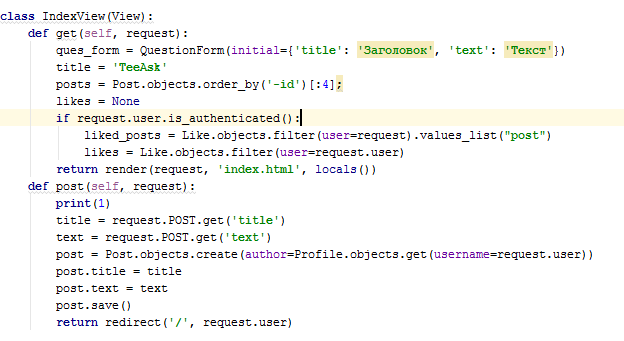 class IndexView(View):
    def get(self, request):
        ques_form = QuestionForm(initial={'title': 'Заголовок', 'text': 'Текст'})
        title = 'TeeAsk'
        posts = Post.objects.order_by('-id')[:4];
        likes = None
        if request.user.is_authenticated():
            liked_posts = Like.objects.filter(user=request).values_list("post")
            likes = Like.objects.filter(user=request.user)
        return render(request, 'index.html', locals())
    def post(self, request):
        print(1)
        title = request.POST.get('title')
        text = request.POST.get('text')
        post = Post.objects.create(author=Profile.objects.get(username=request.user))
        post.title = title
        post.text = text
        post.save()
        return redirect('/', request.user)